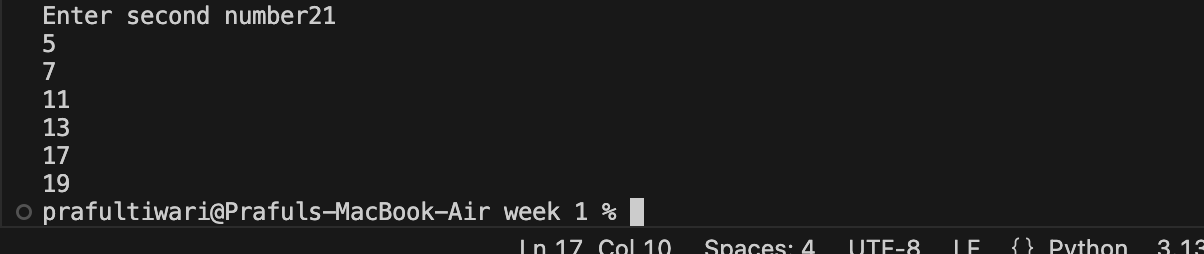 Enter second number21
5
7
11
13
17
19
prafultiwari@Prafuls-MacBook-Air week 1 %
Ln 17, Col 10 Spaces: 4 UTF-8 LF {} Python 3.13